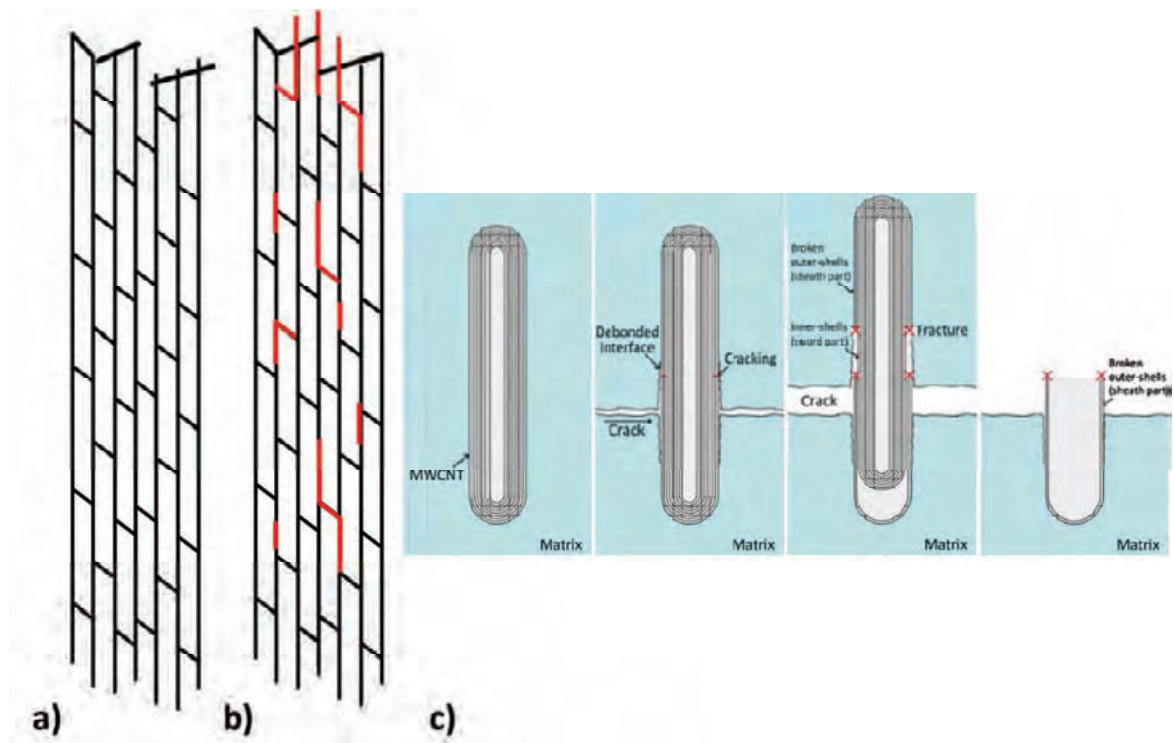 Debonded
interface
Cracking
Crack
MWCNT
Matrix
Matrix
Broken
outer-shells
(sheath part)
Inner-shells
(sword part)
Fracture
Crack
Matrix
Broken
outer-shells
(sheath part)
Matrix
a)
b)
c)